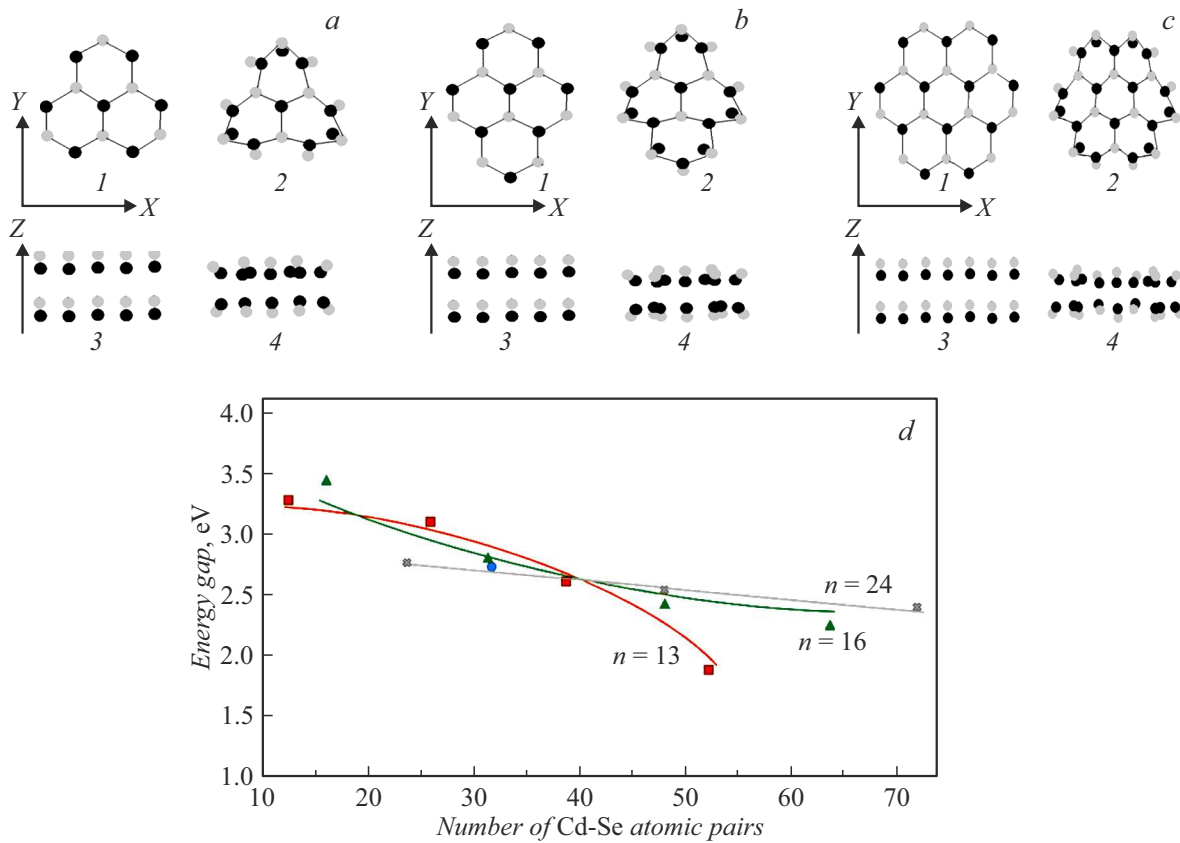 a b c
Y Y Y
1 2 1 2 1 2
X X X
Z Z Z
3 4 3 4 3 4
d
4.0
3.5
3.0
2.5
2.0
1.5
1.0
Energy gap, eV
n = 24
n = 16
n = 13
10 20 30 40 50 60 70
Number of Cd-Se atomic pairs